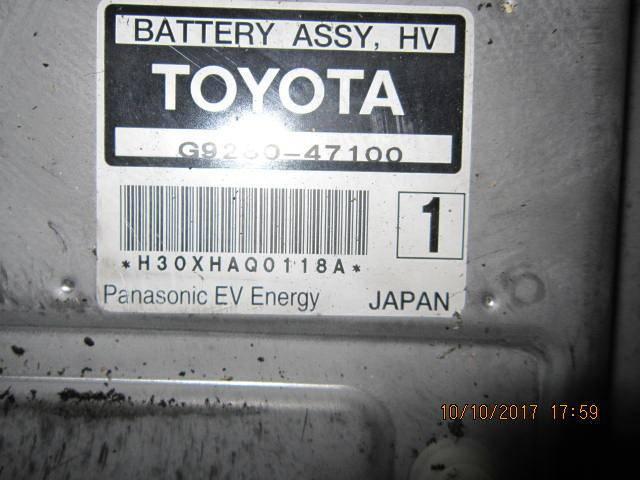 BATTERY ASSY, HV
TOYOTA
G9280-47100
1
*H30XHAQ0118A*
Panasonic EV Energy JAPAN
10/10/2017 17:59